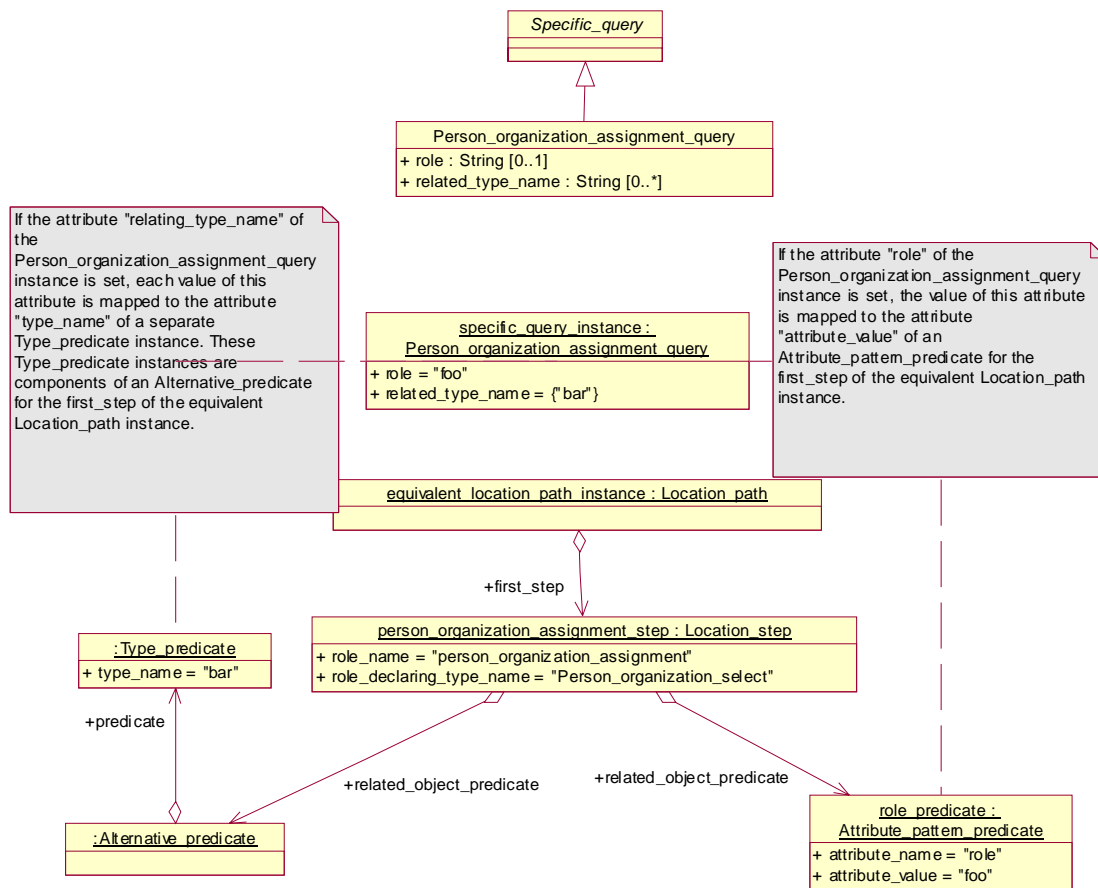 Specific_query
Person_organization_assignment_query
+ role : String [0..1]
+ related_type_name : String [0..*]
If the attribute "relating_type_name" of
the
Person_organization_assignment_query
instance is set, each value of this
attribute is mapped to the attribute
"type_name" of a separate
Type_predicate instance. These
Type_predicate instances are
components of an Alternative_predicate
for the first_step of the equivalent
Location_path instance.
specific_query_instance :
Person_organization_assignment_query
+ role = "foo"
+ related_type_name = {"bar"}
If the attribute "role" of the
Person_organization_assignment_query
instance is set, the value of this attribute
is mapped to the attribute
"attribute_value" of an
Attribute_pattern_predicate for the
first_step of the equivalent Location_path
instance.
equivalent_location_path_instance : Location_path
+first_step
person_organization_assignment_step : Location_step
+ role_name = "person_organization_assignment"
+ role_declaring_type_name = "Person_organization_select"
:Type_predicate
+ type_name = "bar"
+predicate
+related_object_predicate
+related_object_predicate
:Alternative_predicate
role_predicate :
Attribute_pattern_predicate
+ attribute_name = "role"
+ attribute_value = "foo"